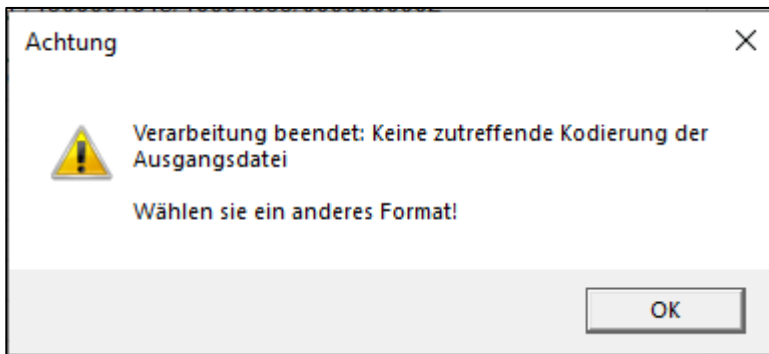 Achtung
Verarbeitung beendet: Keine zutreffende Kodierung der
Ausgangsdatei
Wählen sie ein anderes Format!
OK